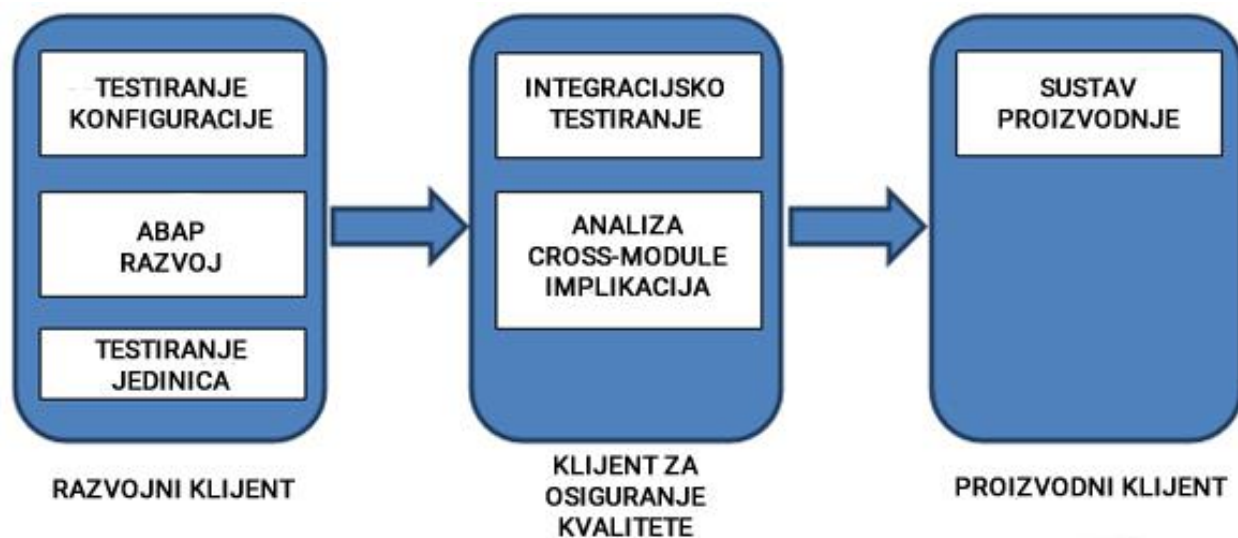 TESTIRANJE
KONFIGURACIJE
ABAP
RAZVOJ
TESTIRANJE
JEDINICA
RAZVOJNI KLIJENT
INTEGRACIJSKO
TESTIRANJE
ANALIZA
CROSS-MODULE
IMPLIKACIJA
KLIJENT ZA
OSIGURANJE
KVALITETE
SUSTAV
PROIZVODNJE
PROIZVODNI KLIJENT